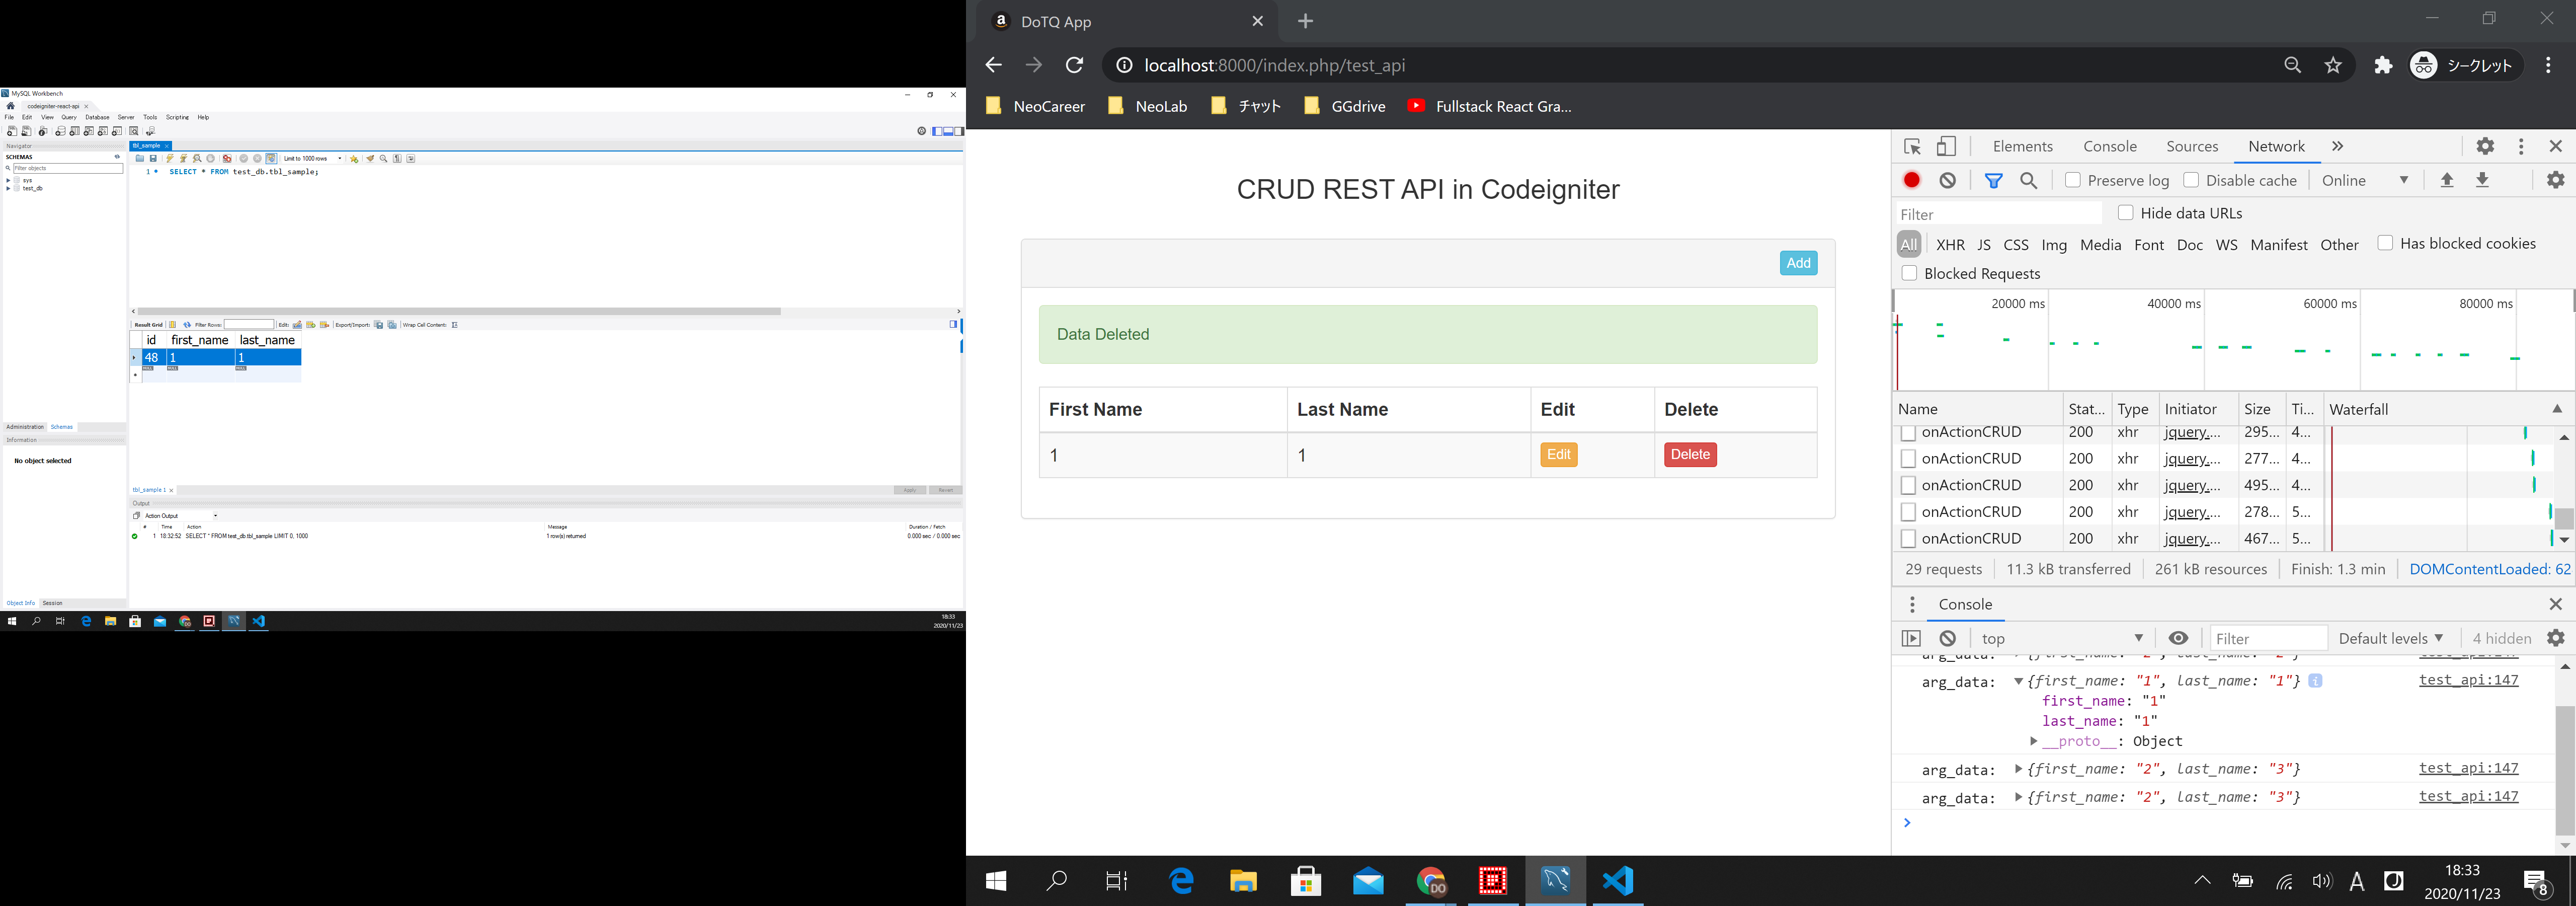 MySQL Workbench
codeigniter-react-api
File Edit View Query Database Server Tools Scripting Help
Navigator
SCHEMAS
Filter objects
sys
test_db
Administration Schemas
Information
No object selected
Object Info Session
tbl_sample
Limit to 1000 rows
1 SELECT * FROM test_db.tbl_sample;
Result Grid Filter Rows: Edit: Export/Import: Wrap Cell Content:
id first_name last_name
48 1 1
NULL NULL NULL
tbl_sample 1 Apply Revert
Output
Action Output
# Time Action Message Duration / Fetch
1 18:32:52 SELECT * FROM test_db.tbl_sample LIMIT 0, 1000 1 row(s) returned 0.000 sec / 0.000 sec
18:33
2020/11/23
DoTQ App
localhost:8000/index.php/test_api
シークレット
NeoCareer NeoLab チャット GGdrive Fullstack React Gra...
CRUD REST API in Codeigniter
Add
Data Deleted
First Name Last Name Edit Delete
1 1 Edit Delete
Elements Console Sources Network
Preserve log Disable cache Online
Filter Hide data URLs
All XHR JS CSS Img Media Font Doc WS Manifest Other Has blocked cookies
Blocked Requests
20000 ms 40000 ms 60000 ms 80000 ms
Name Stat... Type Initiator Size Ti... Waterfall
onActionCRUD 200 xhr jquery.... 295... 4...
onActionCRUD 200 xhr jquery.... 277... 4...
onActionCRUD 200 xhr jquery.... 495... 4...
onActionCRUD 200 xhr jquery.... 278... 5...
onActionCRUD 200 xhr jquery.... 467... 5...
29 requests 11.3 kB transferred 261 kB resources Finish: 1.3 min DOMContentLoaded: 62
Console
top Filter Default levels 4 hidden
arg_data: {first_name: "1", last_name: "1"} test_api:147
first_name: "1"
last_name: "1"
__proto__: Object
arg_data: {first_name: "2", last_name: "3"} test_api:147
arg_data: {first_name: "2", last_name: "3"} test_api:147
DO
A
18:33
2020/11/23
8